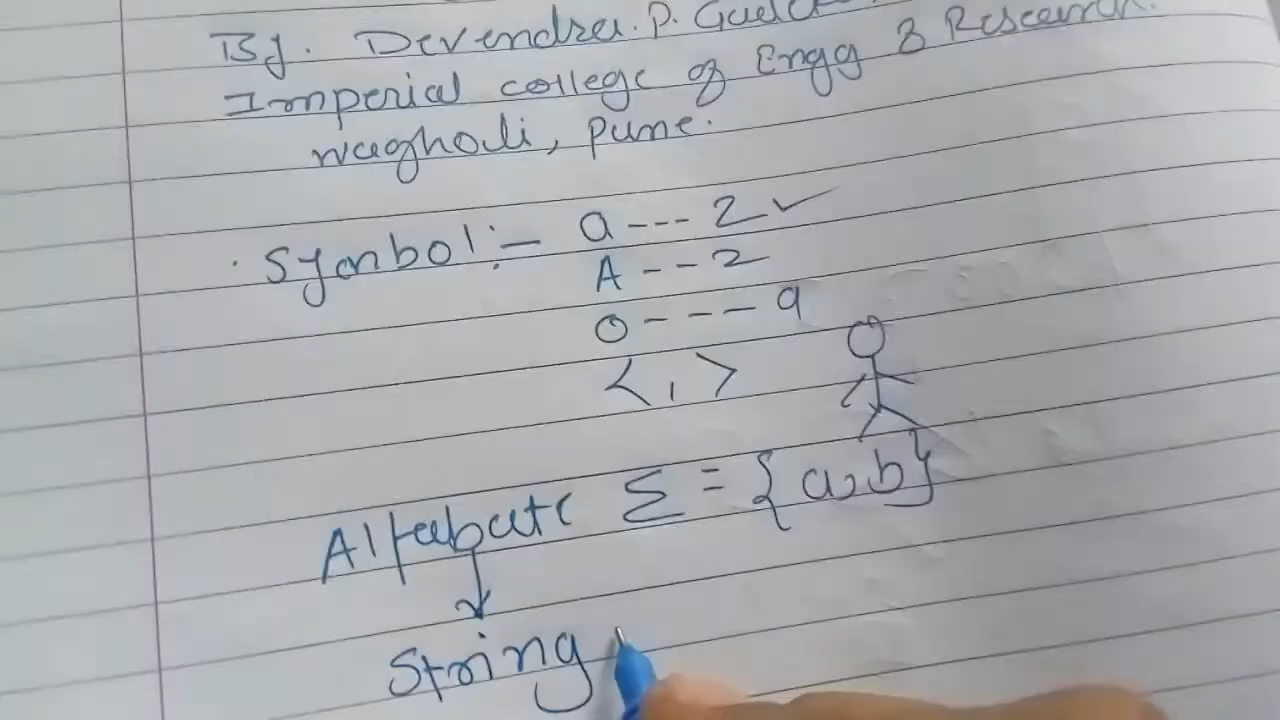 By. Devendra. P.
Imperial college of Engg & Research.
wagholi, Pune.
Symbol :- a --- z ✓
A -- z
0 --- 9
< , >
Alfabate Σ = {a,b}
↓
String